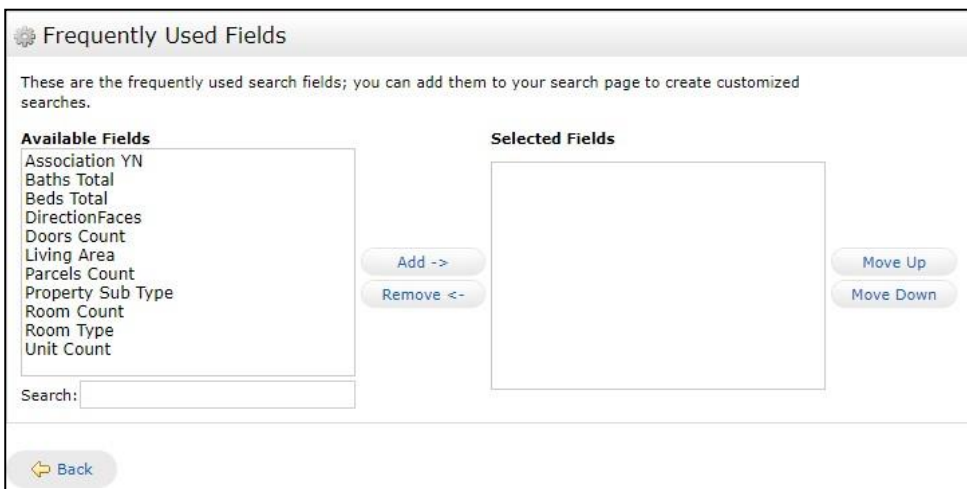 Frequently Used Fields
These are the frequently used search fields; you can add them to your search page to create customized
searches.
Available Fields
Association YN
Baths Total
Beds Total
DirectionFaces
Doors Count
Living Area
Parcels Count
Property Sub Type
Room Count
Room Type
Unit Count
Search:
Add ->
Remove <-
Selected Fields
Move Up
Move Down
Back